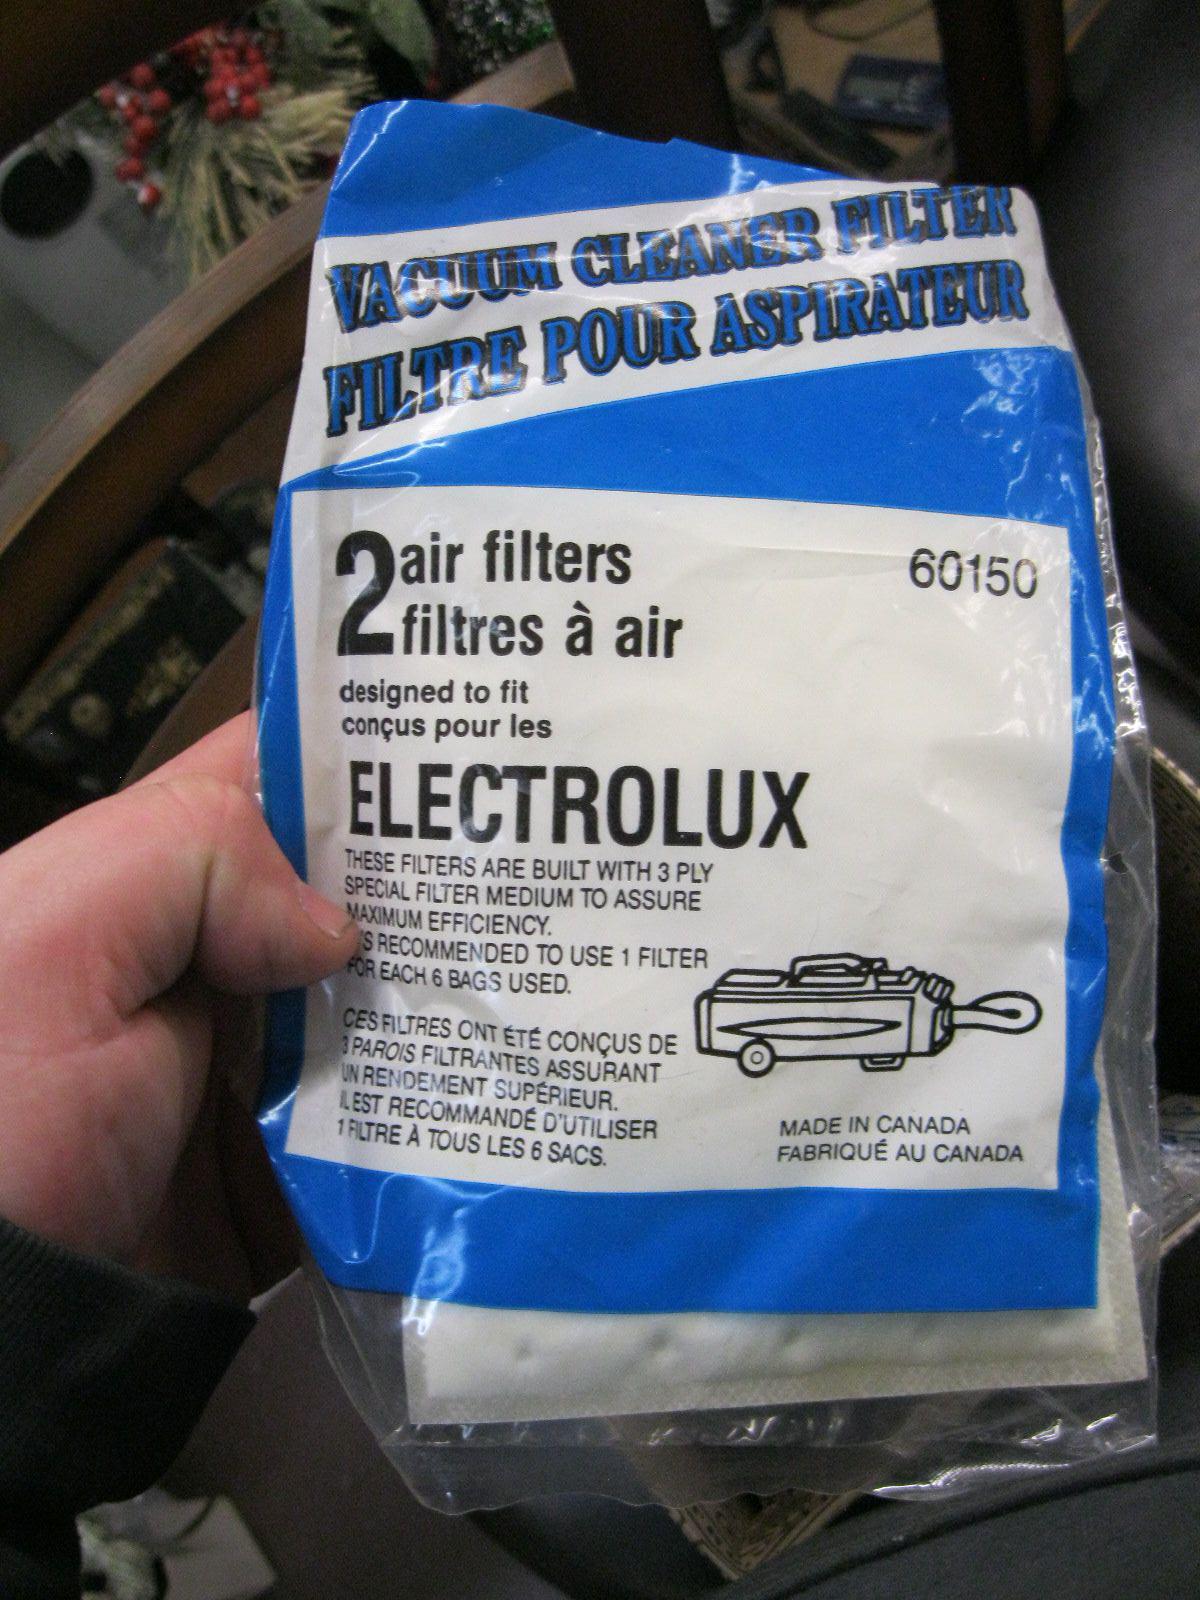 VACUUM CLEANER FILTER
FILTRE POUR ASPIRATEUR
2 air filters
filtres à air
60150
designed to fit
conçus pour les
ELECTROLUX
THESE FILTERS ARE BUILT WITH 3 PLY
SPECIAL FILTER MEDIUM TO ASSURE
MAXIMUM EFFICIENCY.
RECOMMENDED TO USE 1 FILTER
FOR EACH 6 BAGS USED.
CES FILTRES ONT ÉTÉ CONÇUS DE
3 PAROIS FILTRANTES ASSURANT
UN RENDEMENT SUPÉRIEUR.
IL EST RECOMMANDÉ D'UTILISER
1 FILTRE À TOUS LES 6 SACS.
MADE IN CANADA
FABRIQUÉ AU CANADA